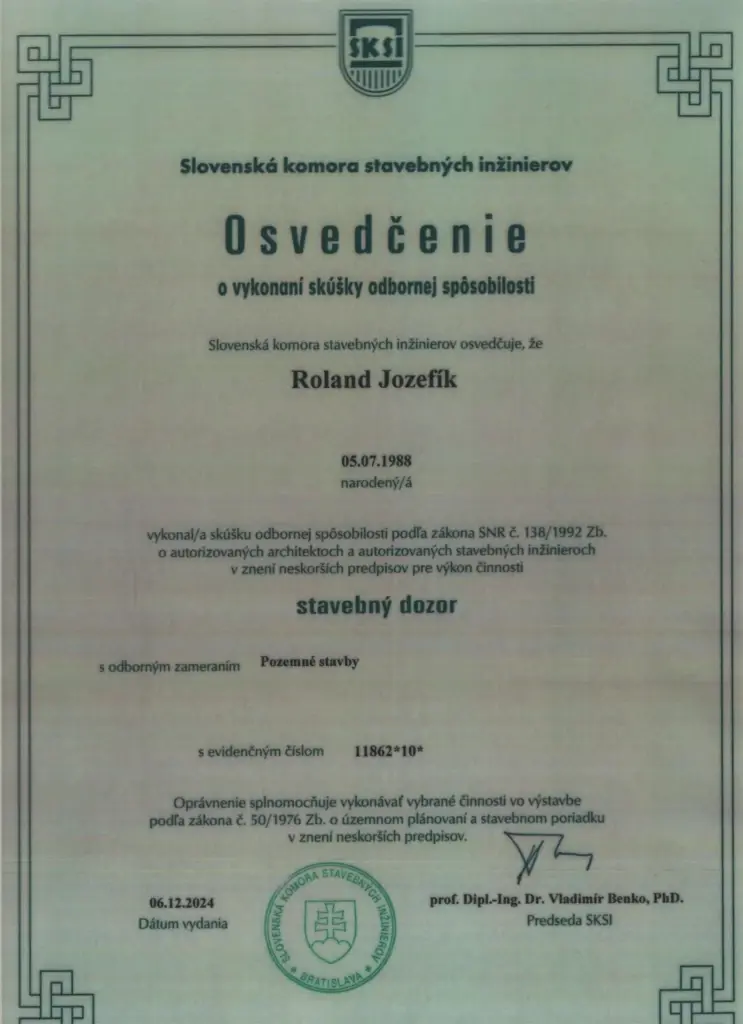 SKSI
Slovenská komora stavebných inžinierov
Osvedčenie
o vykonaní skúšky odbornej spôsobilosti
Slovenská komora stavebných inžinierov osvedčuje, že
Roland Jozefík
05.07.1988
narodený/á
vykonal/a skúšku odbornej spôsobilosti podľa zákona SNR č. 138/1992 Zb.
o autorizovaných architektoch a autorizovaných stavebných inžinieroch
v znení neskorších predpisov pre výkon činnosti
stavebný dozor
s odborným zameraním Pozemné stavby
s evidenčným číslom 11862*10*
Oprávnenie splnomocňuje vykonávať vybrané činnosti vo výstavbe
podľa zákona č. 50/1976 Zb. o územnom plánovaní a stavebnom poriadku
v znení neskorších predpisov.
06.12.2024
Dátum vydania
SLOVENSKÁ KOMORA STAVEBNÝCH INŽINIEROV
* BRATISLAVA *
prof. Dipl.-Ing. Dr. Vladimír Benko, PhD.
Predseda SKSI